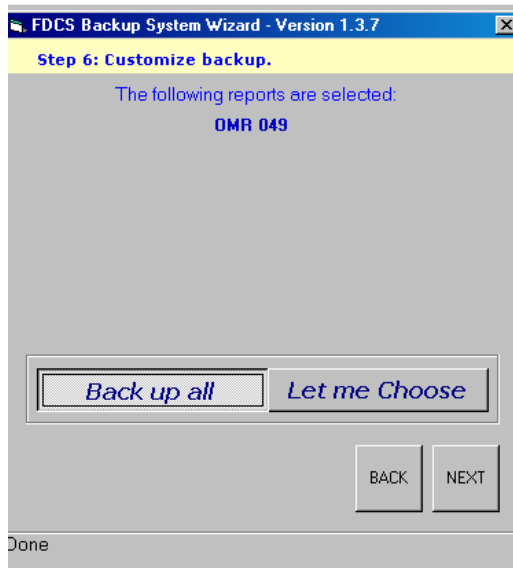 FDCS Backup System Wizard - Version 1.3.7
Step 6: Customize backup.
The following reports are selected:
OMR 049
Back up all Let me Choose
BACK NEXT
Done